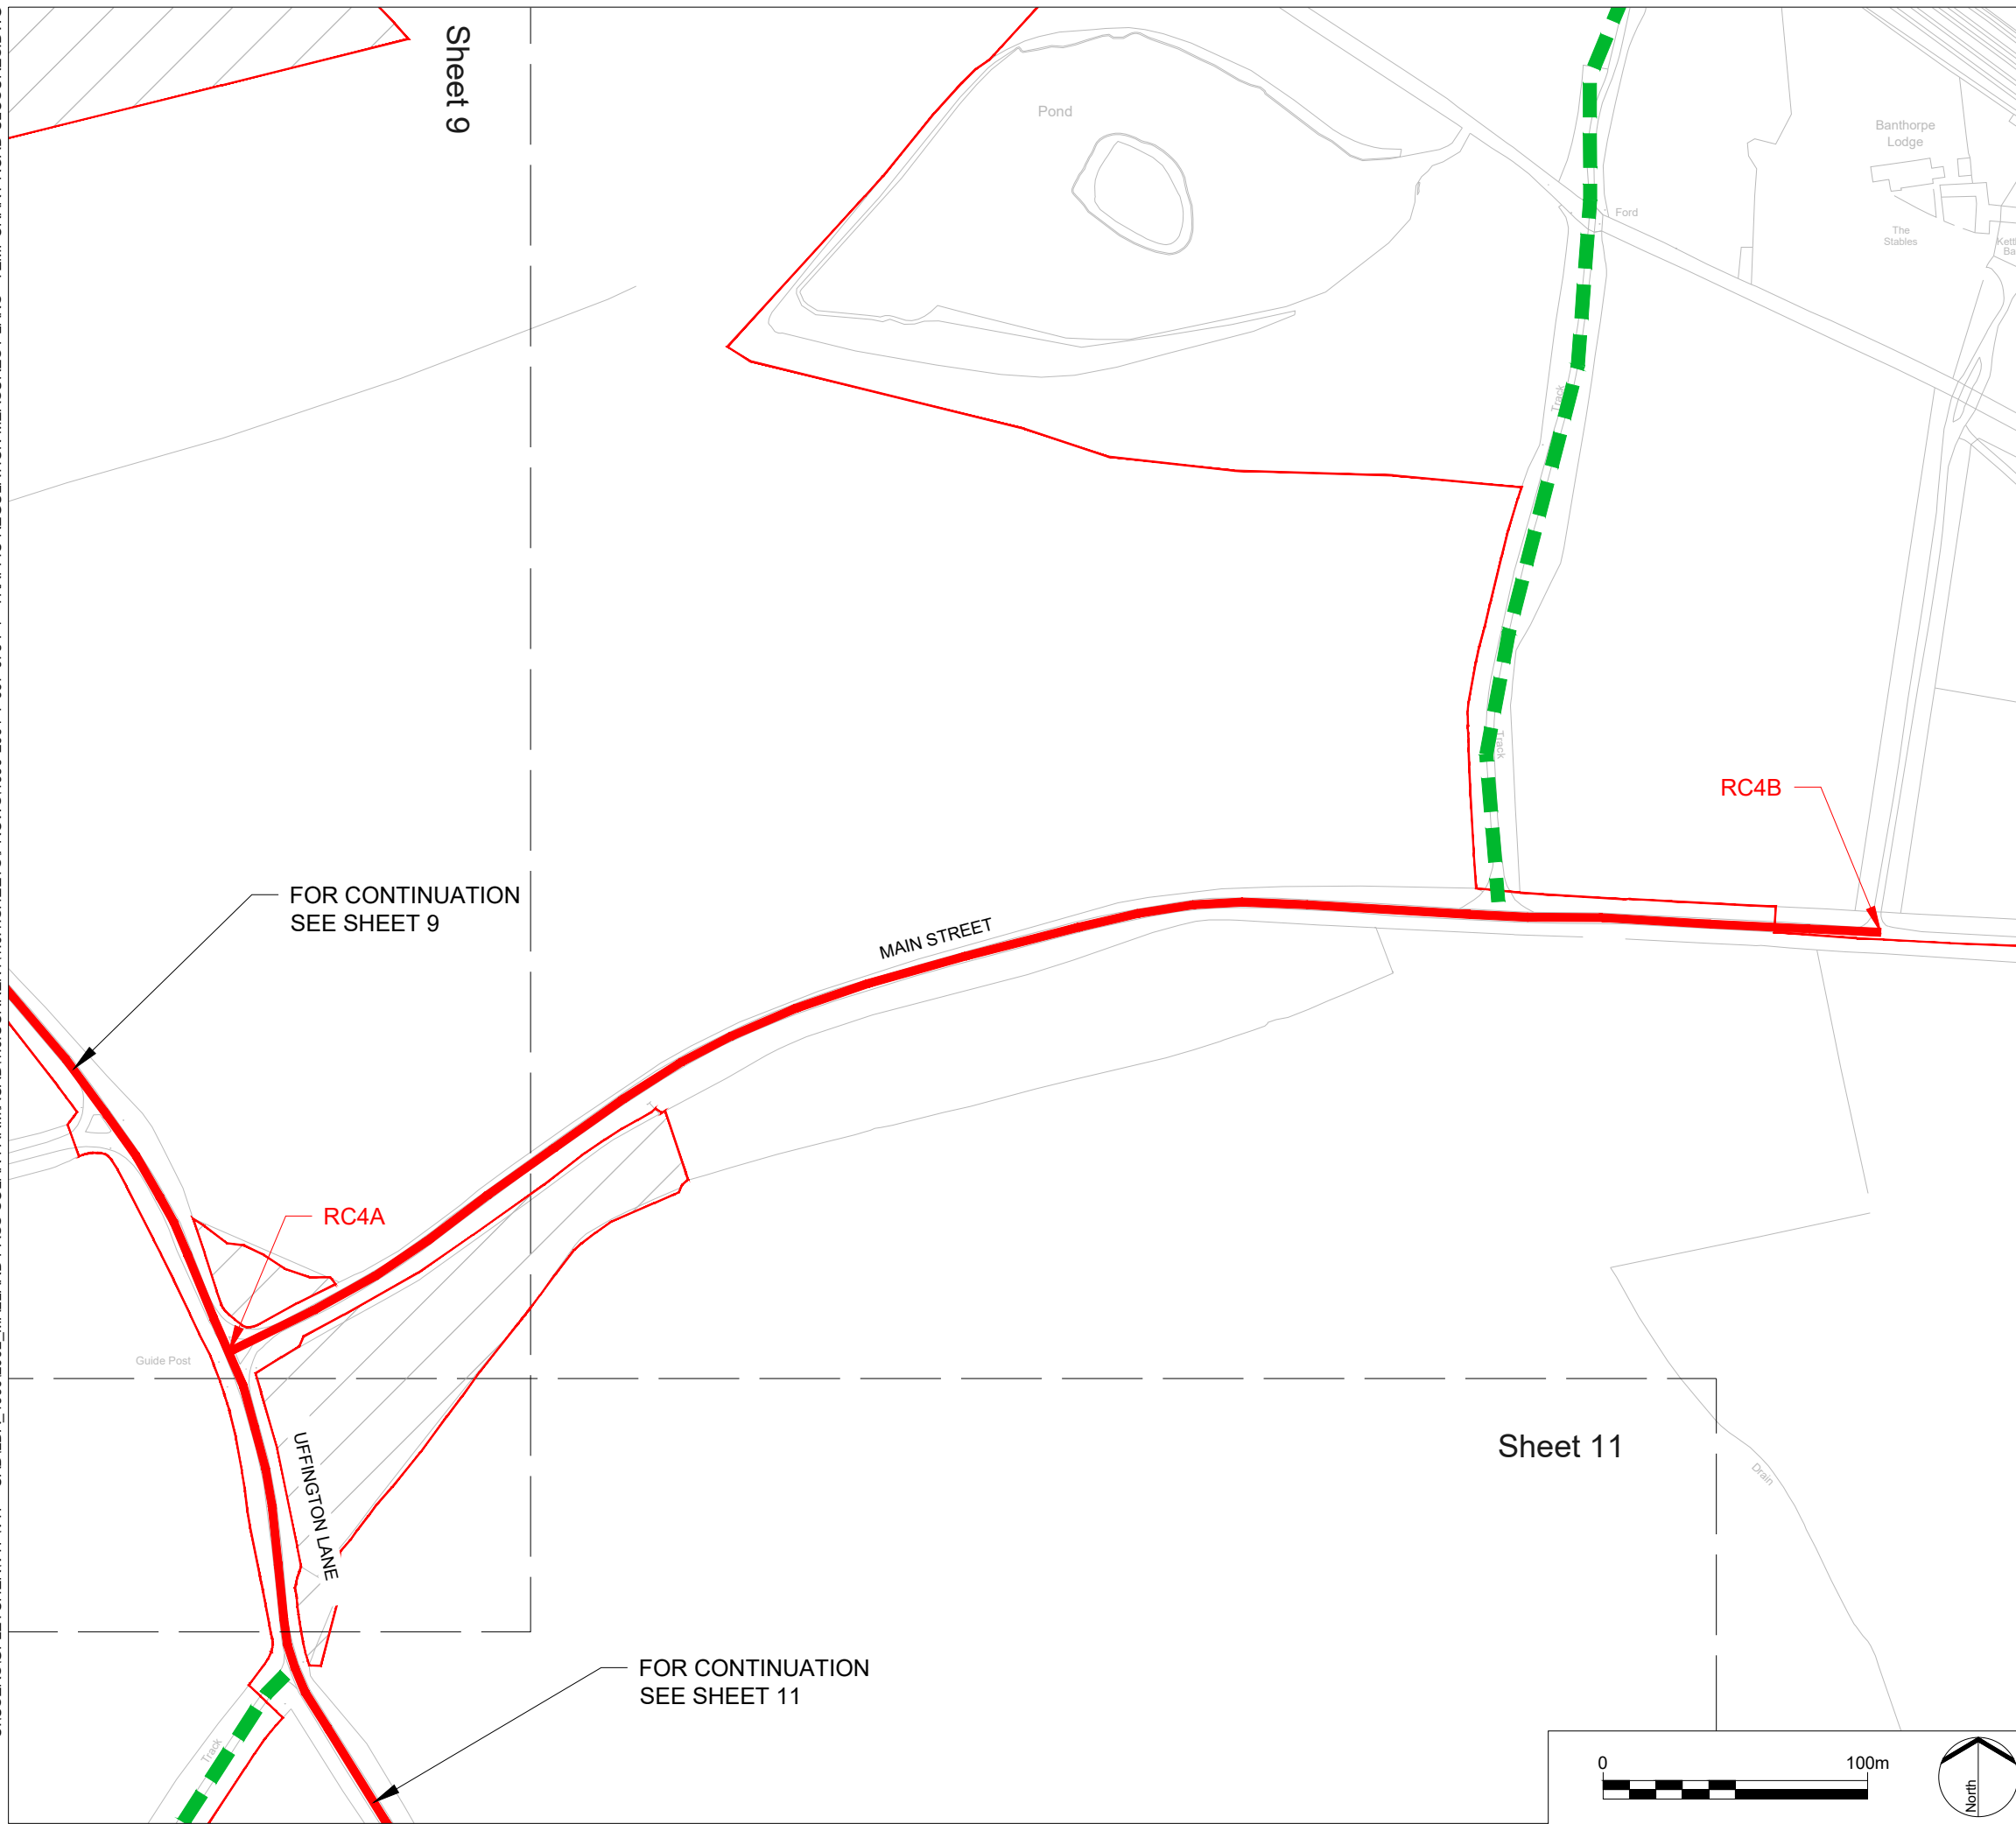 Sheet 9
Pond
Banthorpe
Lodge
Ford
The
Stables
Track
Track
RC4B
FOR CONTINUATION
SEE SHEET 9
MAIN STREET
RC4A
Guide Post
Sheet 11
UFFINGTON LANE
Drain
FOR CONTINUATION
SEE SHEET 11
Track
0
100m
North